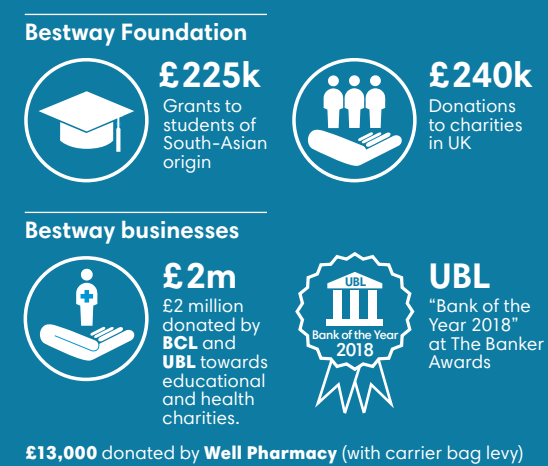 Bestway Foundation
£225k
Grants to
students of
South-Asian
origin
£240k
Donations
to charities
in UK
Bestway businesses
£2m
£2 million
donated by
BCL and
UBL towards
educational
and health
charities.
UBL
Bank of the Year
2018
UBL
“Bank of the
Year 2018”
at The Banker
Awards
£13,000 donated by Well Pharmacy (with carrier bag levy)